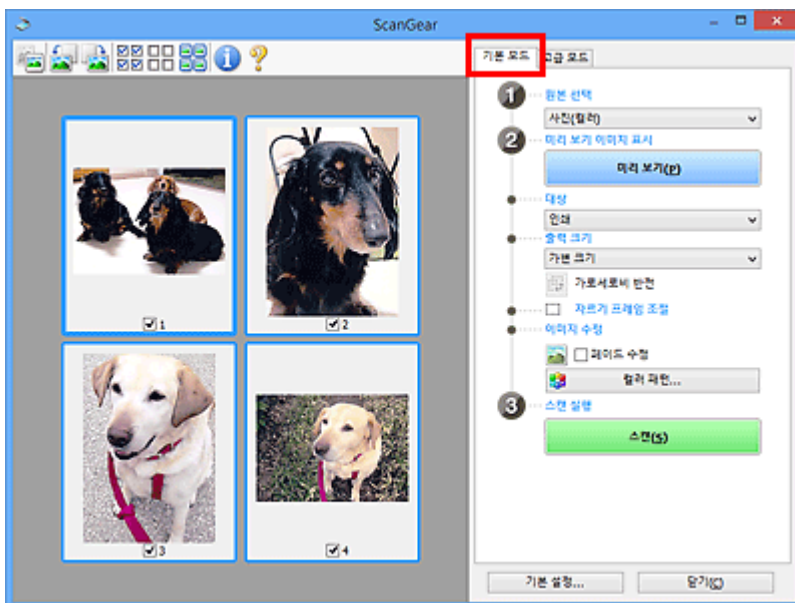 ScanGear
기본 모드
고급 모드
1
원본 선택
사진(컬러)
2
미리 보기 이미지 표시
미리 보기(P)
대상
인쇄
출력 크기
가변 크기
가로세로비 반전
자르기 프레임 조절
이미지 수정
페이드 수정
컬러 패턴...
3
스캔 실행
스캔(S)
1
2
3
4
기본 설정...
닫기(C)